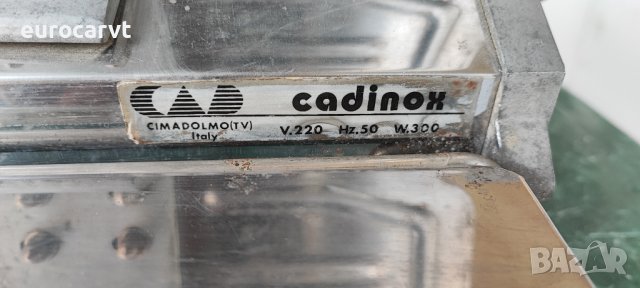 eurocarvt
CAD cadinox
CIMADOLMO(TV)
Italy
V.220 Hz.50 W.300
BAZAR